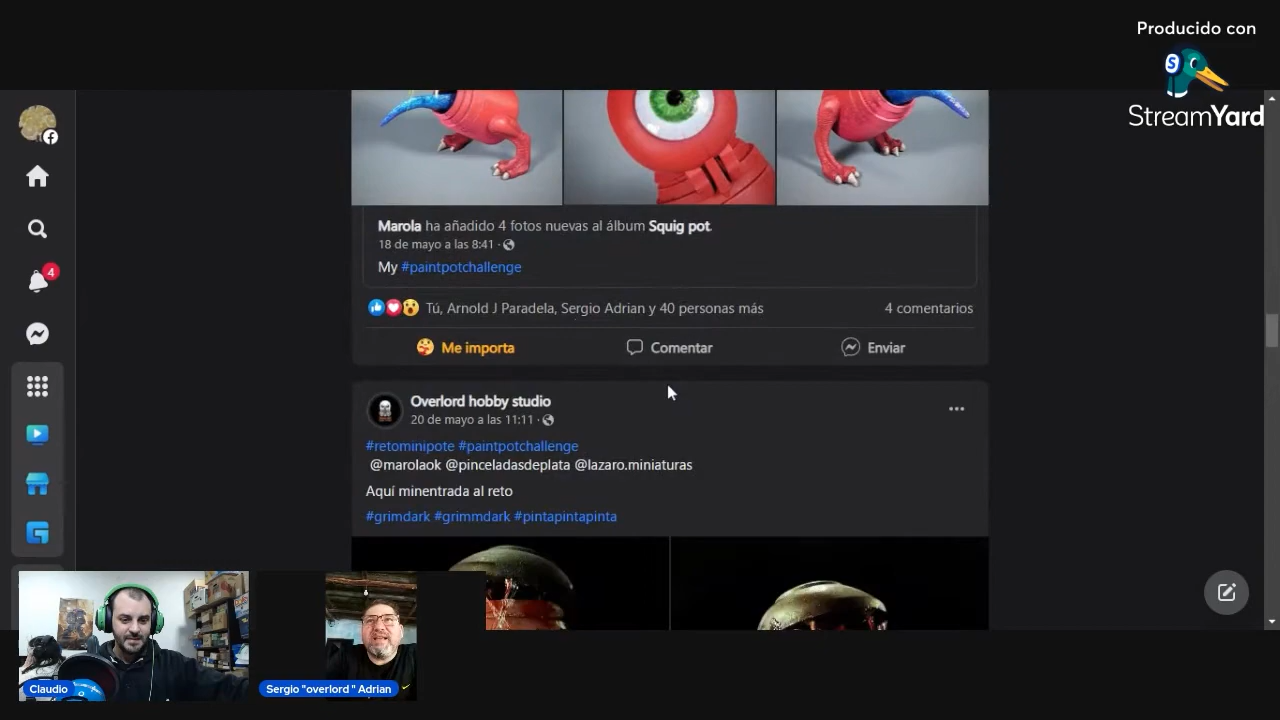 Producido con
StreamYard
4
Marola ha añadido 4 fotos nuevas al álbum Squig pot.
18 de mayo a las 8:41 ·
My #paintpotchallenge
Tú, Arnold J Paradela, Sergio Adrian y 40 personas más
4 comentarios
Me importa
Comentar
Enviar
Overlord hobby studio
20 de mayo a las 11:11 ·
#retominipote #paintpotchallenge
@marolaok @pinceladasdeplata @lazaro.miniaturas
Aquí minentrada al reto
#grimdark #grimmdark #pintapintapinta
Claudio
Sergio "overlord " Adrian